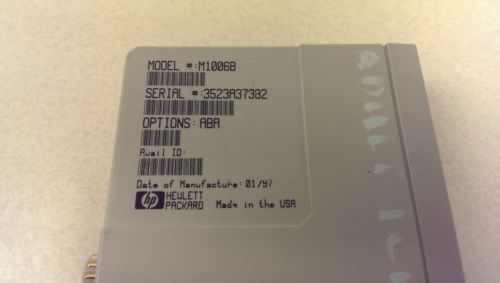 MODEL #:M1006B
SERIAL #:3523A37382
OPTIONS: ABA
Avail ID:
Date of Manufacture: 01/97
hp HEWLETT
PACKARD Made in the USA